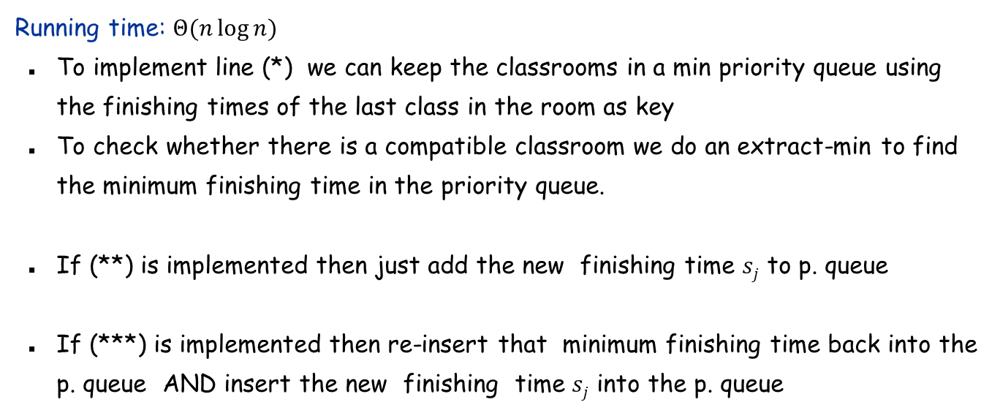 Running time: Θ(n log n)
▪ To implement line (*) we can keep the classrooms in a min priority queue using
the finishing times of the last class in the room as key
▪ To check whether there is a compatible classroom we do an extract-min to find
the minimum finishing time in the priority queue.
▪ If (**) is implemented then just add the new finishing time sⱼ to p. queue
▪ If (***) is implemented then re-insert that minimum finishing time back into the
p. queue AND insert the new finishing time sⱼ into the p. queue